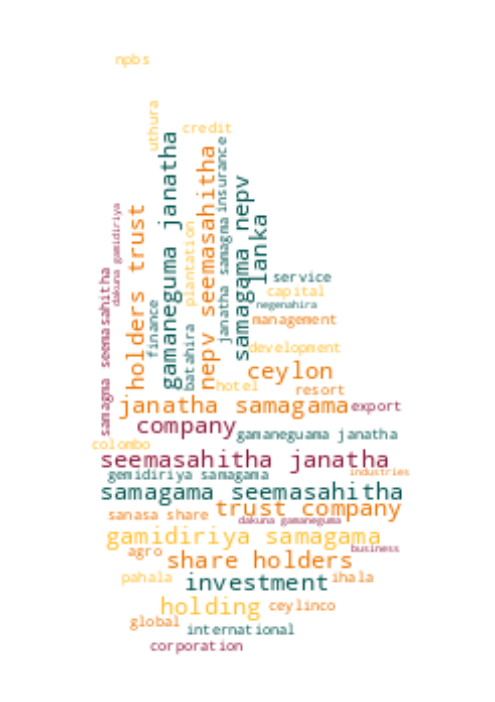 npbs
uthura
credit
gamaneguma janatha
nepv seemasahitha
insurance
samagama nepv
lanka
dakuna gamidiriya
holders trust
plantation
janatha samagma
samagma seemasahitha
finance
batahira
service
capital
negenahira
management
development
ceylon
hotel
resort
janatha samagama
export
company
gamaneguama janatha
colombo
seemasahitha janatha
gemidiriya samagama
industries
samagama seemasahitha
sanasa share
trust company
dakuna gamaneguma
gamidiriya samagama
agro
business
share holders
pahala
investment
ihala
holding
ceylinco
global
international
corporation